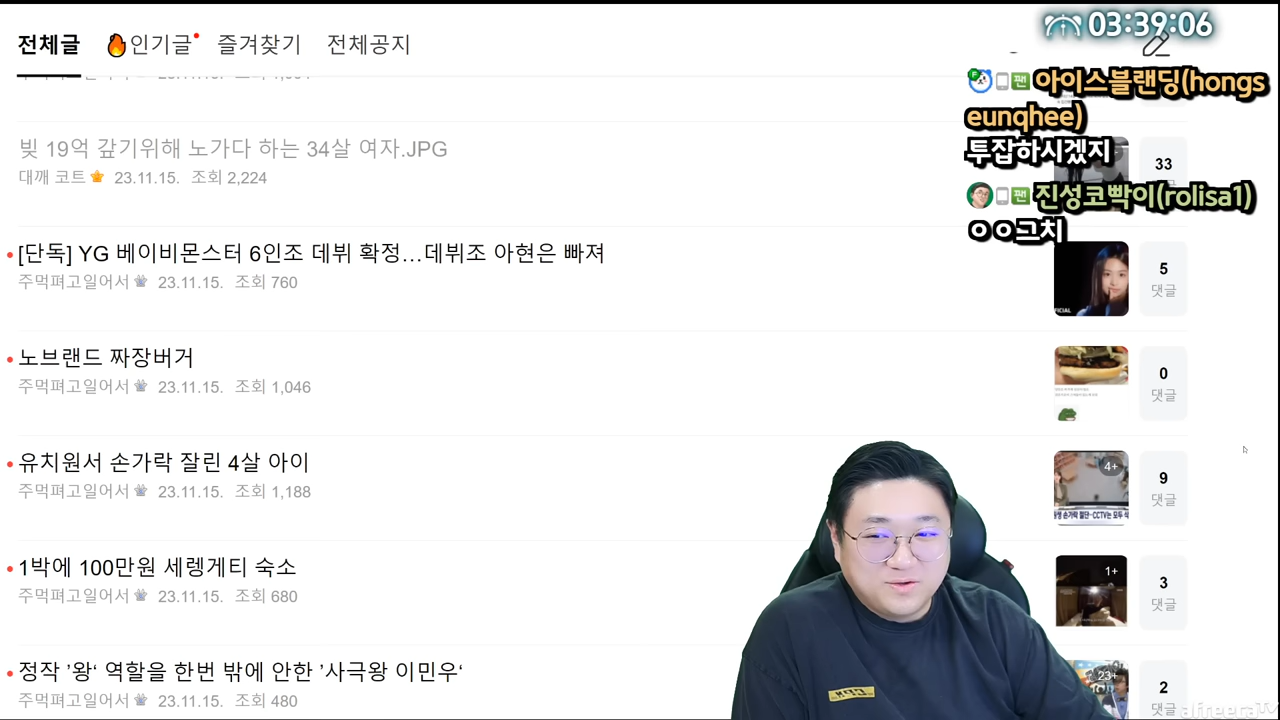 전체글 인기글 즐겨찾기 전체공지
03:39:06
아이스블랜딩(hongs
eunqhee)
투잡하시겠지
진성코빡이(rolisa1)
ㅇㅇ그치
빚 19억 갚기위해 노가다 하는 34살 여자.JPG
대깨 코트 23.11.15. 조회 2,224
33
[단독] YG 베이비몬스터 6인조 데뷔 확정...데뷔조 아현은 빠져
주먹펴고일어서 23.11.15. 조회 760
5
댓글
노브랜드 짜장버거
주먹펴고일어서 23.11.15. 조회 1,046
0
댓글
유치원서 손가락 잘린 4살 아이
주먹펴고일어서 23.11.15. 조회 1,188
4+
9
댓글
1박에 100만원 세렝게티 숙소
주먹펴고일어서 23.11.15. 조회 680
1+
3
댓글
정작 '왕' 역할을 한번 밖에 안한 '사극왕 이민우'
주먹펴고일어서 23.11.15. 조회 480
23+
2
댓글
afreecaTV